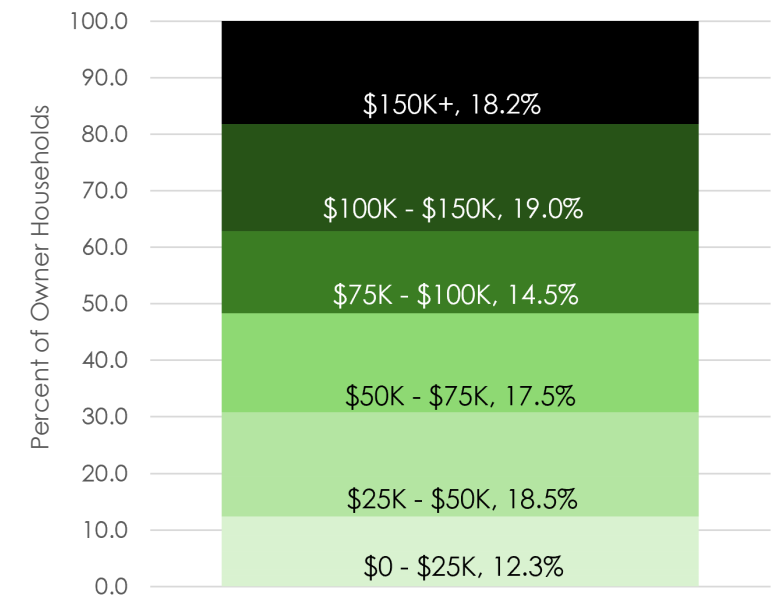 Percent of Owner Households
100.0
90.0
80.0
70.0
60.0
50.0
40.0
30.0
20.0
10.0
0.0
$150K+, 18.2%
$100K - $150K, 19.0%
$75K - $100K, 14.5%
$50K - $75K, 17.5%
$25K - $50K, 18.5%
$0 - $25K, 12.3%